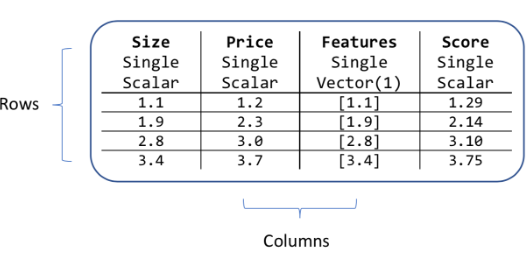 Size Price Features Score
Single Single Single Single
Scalar Scalar Vector(1) Scalar
Rows
1.1 1.2 [1.1] 1.29
1.9 2.3 [1.9] 2.14
2.8 3.0 [2.8] 3.10
3.4 3.7 [3.4] 3.75
Columns